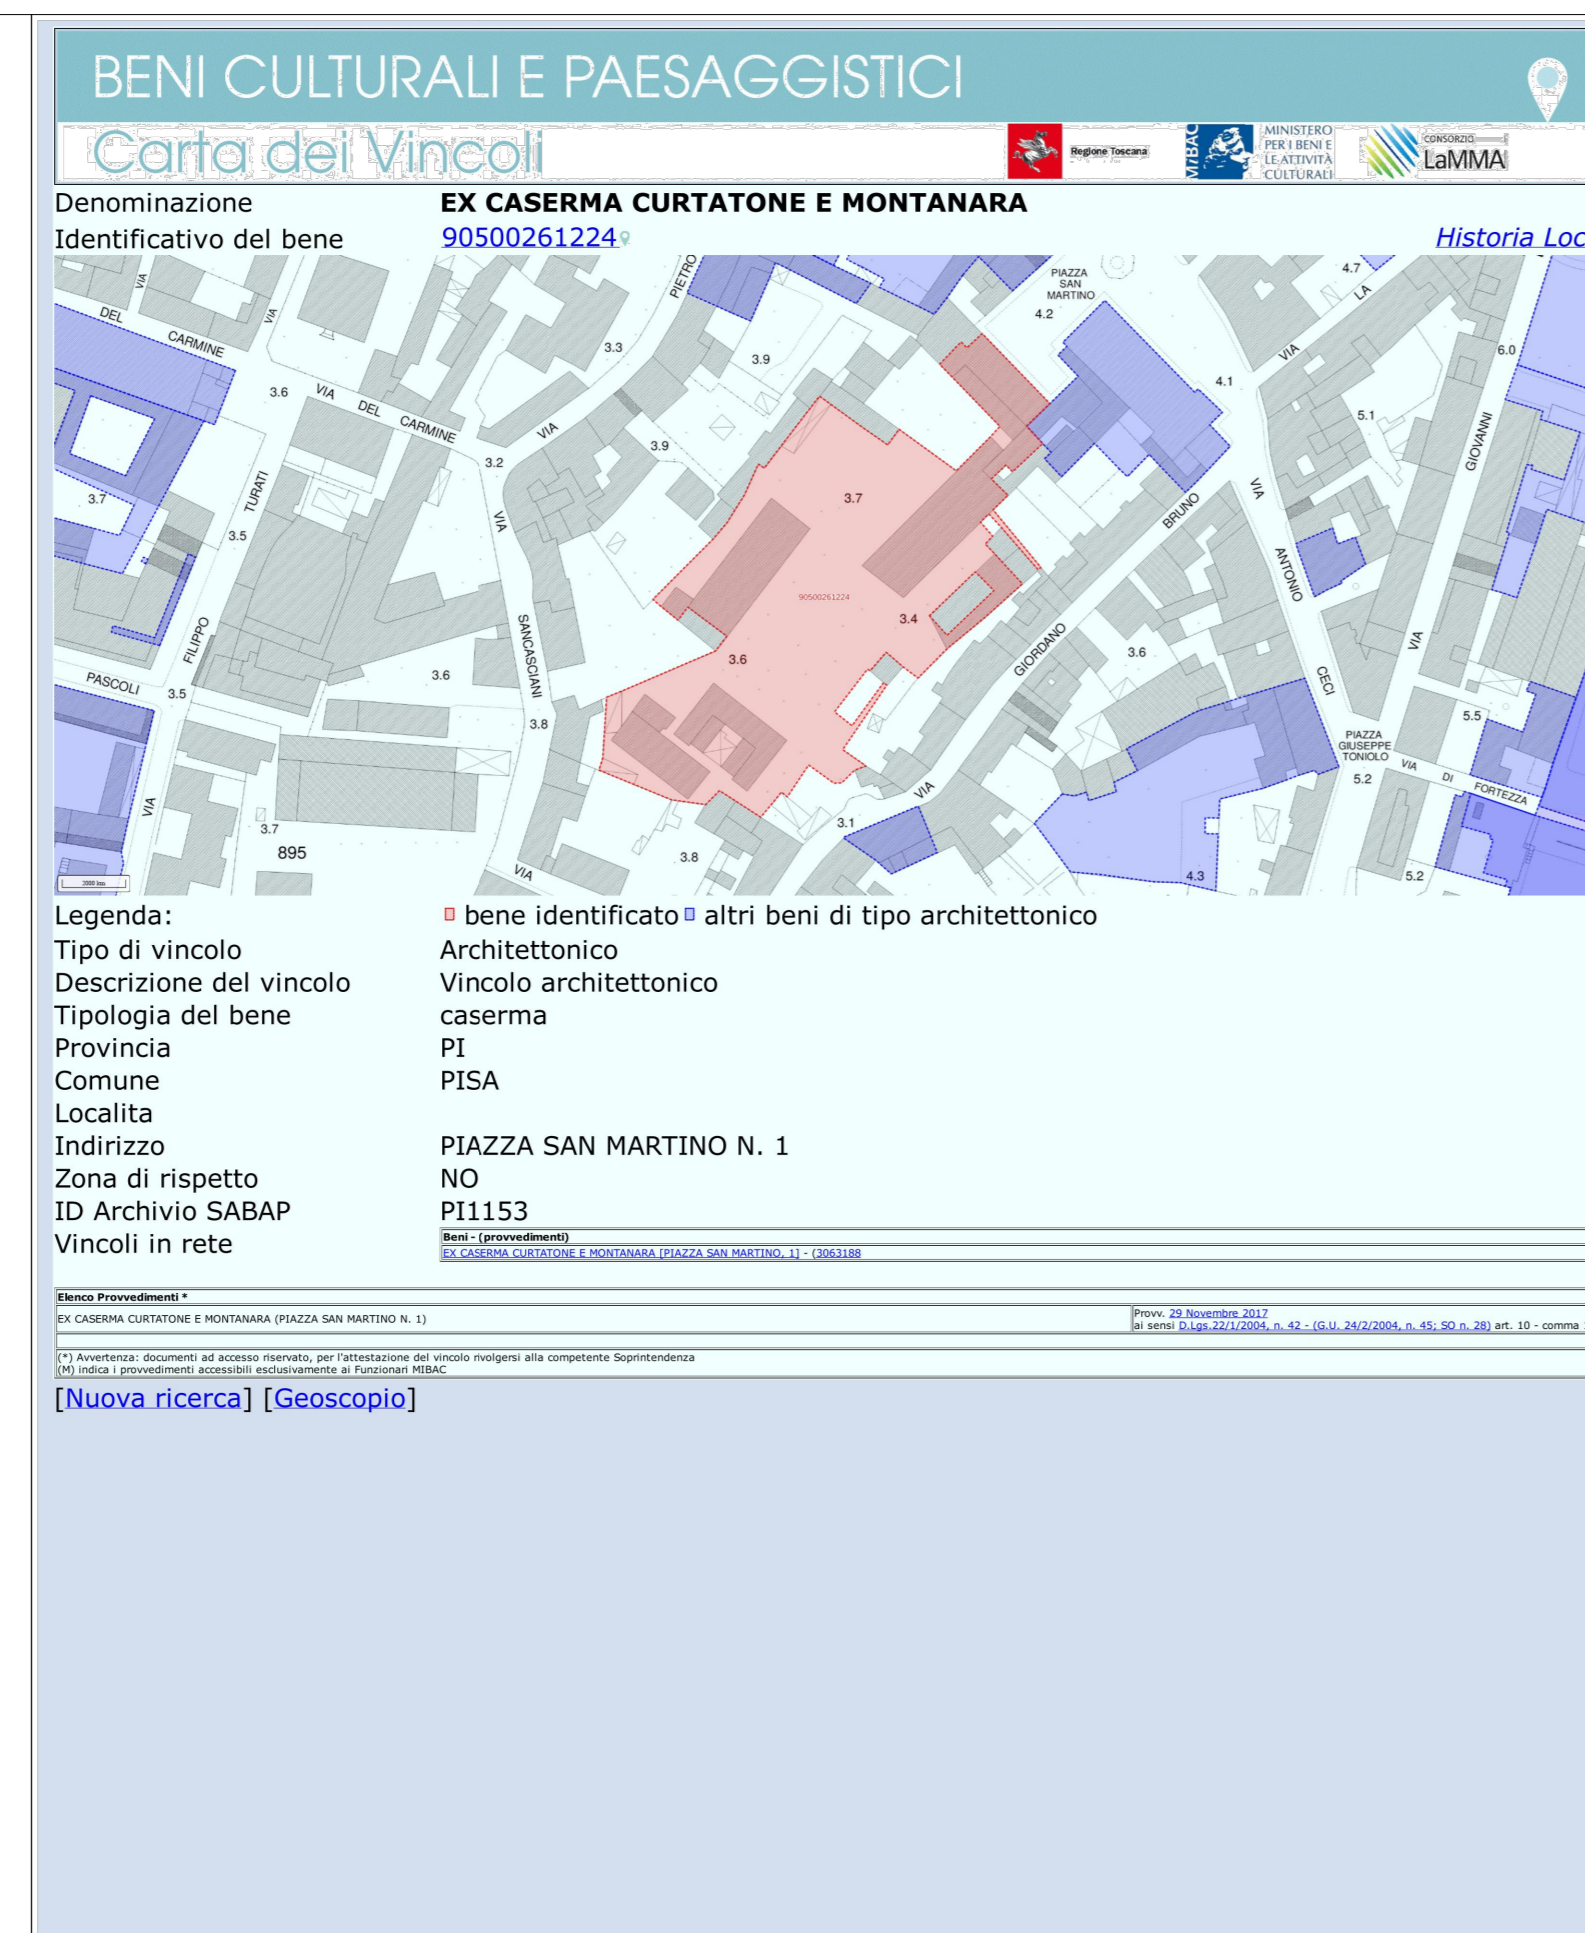 BENI CULTURALI E PAESAGGISTICI
Carta dei Vincoli
Regione Toscana
MiBAC
MINISTERO
PER I BENI E
LE ATTIVITÀ
CULTURALI
CONSORZIO
LaMMA
Denominazione EX CASERMA CURTATONE E MONTANARA
Identificativo del bene 90500261224 Historia Loc
VIA
DEL
CARMINE
VIA
VIA
PIETRO
PIAZZA
SAN
MARTINO
4.2
4.7
LA
VIA
6.0
3.3
3.9
3.6
VIA
DEL
CARMINE
VIA
4.1
5.1
GIOVANNI
3.9
3.2
3.7
TURATI
3.7
VIA
BRUNO
VIA
3.5
ANTONIO
90500261224
3.4
FILIPPO
SANCASCIANI
GIORDANO
3.6
VIA
3.6
3.6
PASCOLI
3.5
CECI
3.8
5.5
PIAZZA
GIUSEPPE
TONIOLO
5.2
VIA
DI
FORTEZZA
VIA
VIA
3.1
3.7
895
3.8
VIA
4.3
5.2
2000 km
Legenda: bene identificato altri beni di tipo architettonico
Tipo di vincolo Architettonico
Descrizione del vincolo Vincolo architettonico
Tipologia del bene caserma
Provincia PI
Comune PISA
Localita
Indirizzo PIAZZA SAN MARTINO N. 1
Zona di rispetto NO
ID Archivio SABAP PI1153
Vincoli in rete
Beni - (provvedimenti)
EX CASERMA CURTATONE E MONTANARA [PIAZZA SAN MARTINO, 1] - (3063188
Elenco Provvedimenti *
EX CASERMA CURTATONE E MONTANARA (PIAZZA SAN MARTINO N. 1)
Provv. 29 Novembre 2017
ai sensi D.Lgs.22/1/2004, n. 42 - (G.U. 24/2/2004, n. 45; SO n. 28) art. 10 - comma
(*) Avvertenza: documenti ad accesso riservato, per l'attestazione del vincolo rivolgersi alla competente Soprintendenza
(M) indica i provvedimenti accessibili esclusivamente ai Funzionari MIBAC
[Nuova ricerca] [Geoscopio]